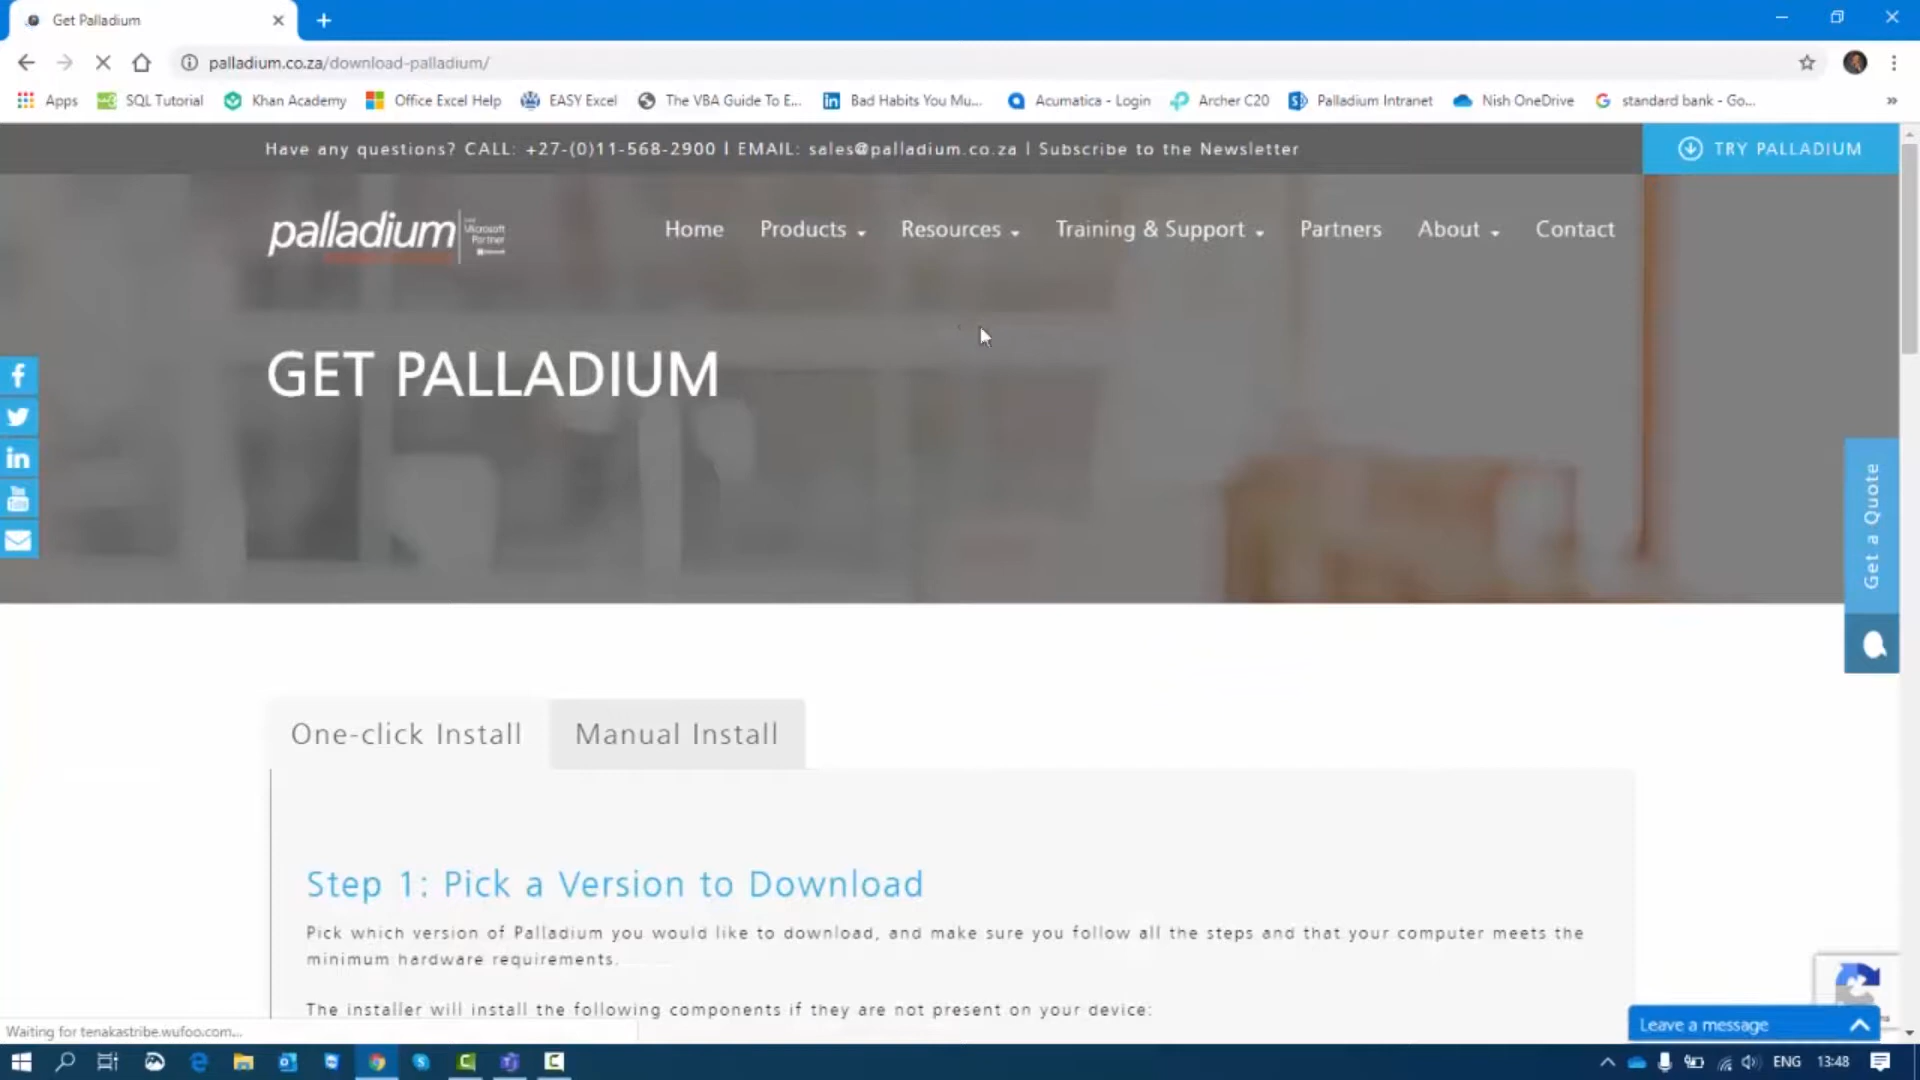 Get Palladium
palladium.co.za/download-palladium/
Apps SQL Tutorial Khan Academy Office Excel Help EASY Excel The VBA Guide To E... Bad Habits You Mu... Acumatica - Login Archer C20 Palladium Intranet Nish OneDrive standard bank - Go...
Have any questions? CALL: +27-(0)11-568-2900 | EMAIL: sales@palladium.co.za | Subscribe to the Newsletter
TRY PALLADIUM
palladium
Microsoft
Partner
Home Products Resources Training & Support Partners About Contact
GET PALLADIUM
Get a Quote
One-click Install Manual Install
Step 1: Pick a Version to Download
Pick which version of Palladium you would like to download, and make sure you follow all the steps and that your computer meets the
minimum hardware requirements.
The installer will install the following components if they are not present on your device:
Leave a message
Waiting for tenakastribe.wufoo.com...
ENG 13:48